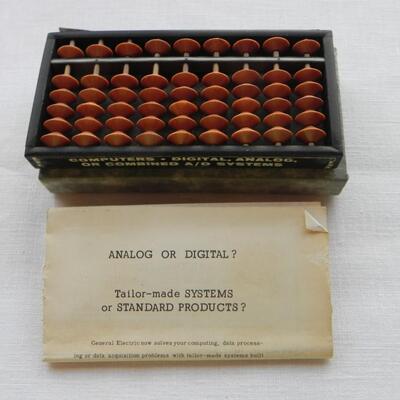 COMPUTERS • DIGITAL, ANALOG,
OR COMBINED A/D SYSTEMS
ANALOG OR DIGITAL?
Tailor-made SYSTEMS
or STANDARD PRODUCTS?
General Electric now solves your computing, data process-
ing or data acquisition problems with tailor-made systems built